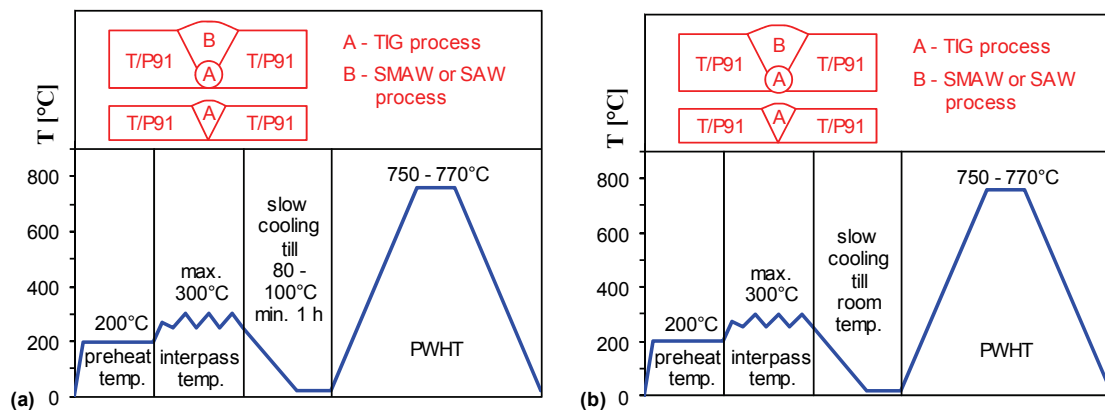 T [°C]
B
T/P91 T/P91
A
A - TIG process
B - SMAW or SAW
process
T/P91 A T/P91
800
600
400
200
0
200°C
preheat
temp.
max.
300°C
interpass
temp.
slow
cooling
till
80 -
100°C
min. 1 h
750 - 770°C
PWHT
(a)
T [°C]
B
T/P91 T/P91
A
A - TIG process
B - SMAW or SAW
process
T/P91 A T/P91
800
600
400
200
0
200°C
preheat
temp.
max.
300°C
interpass
temp.
slow
cooling
till
room
temp.
750 - 770°C
PWHT
(b)